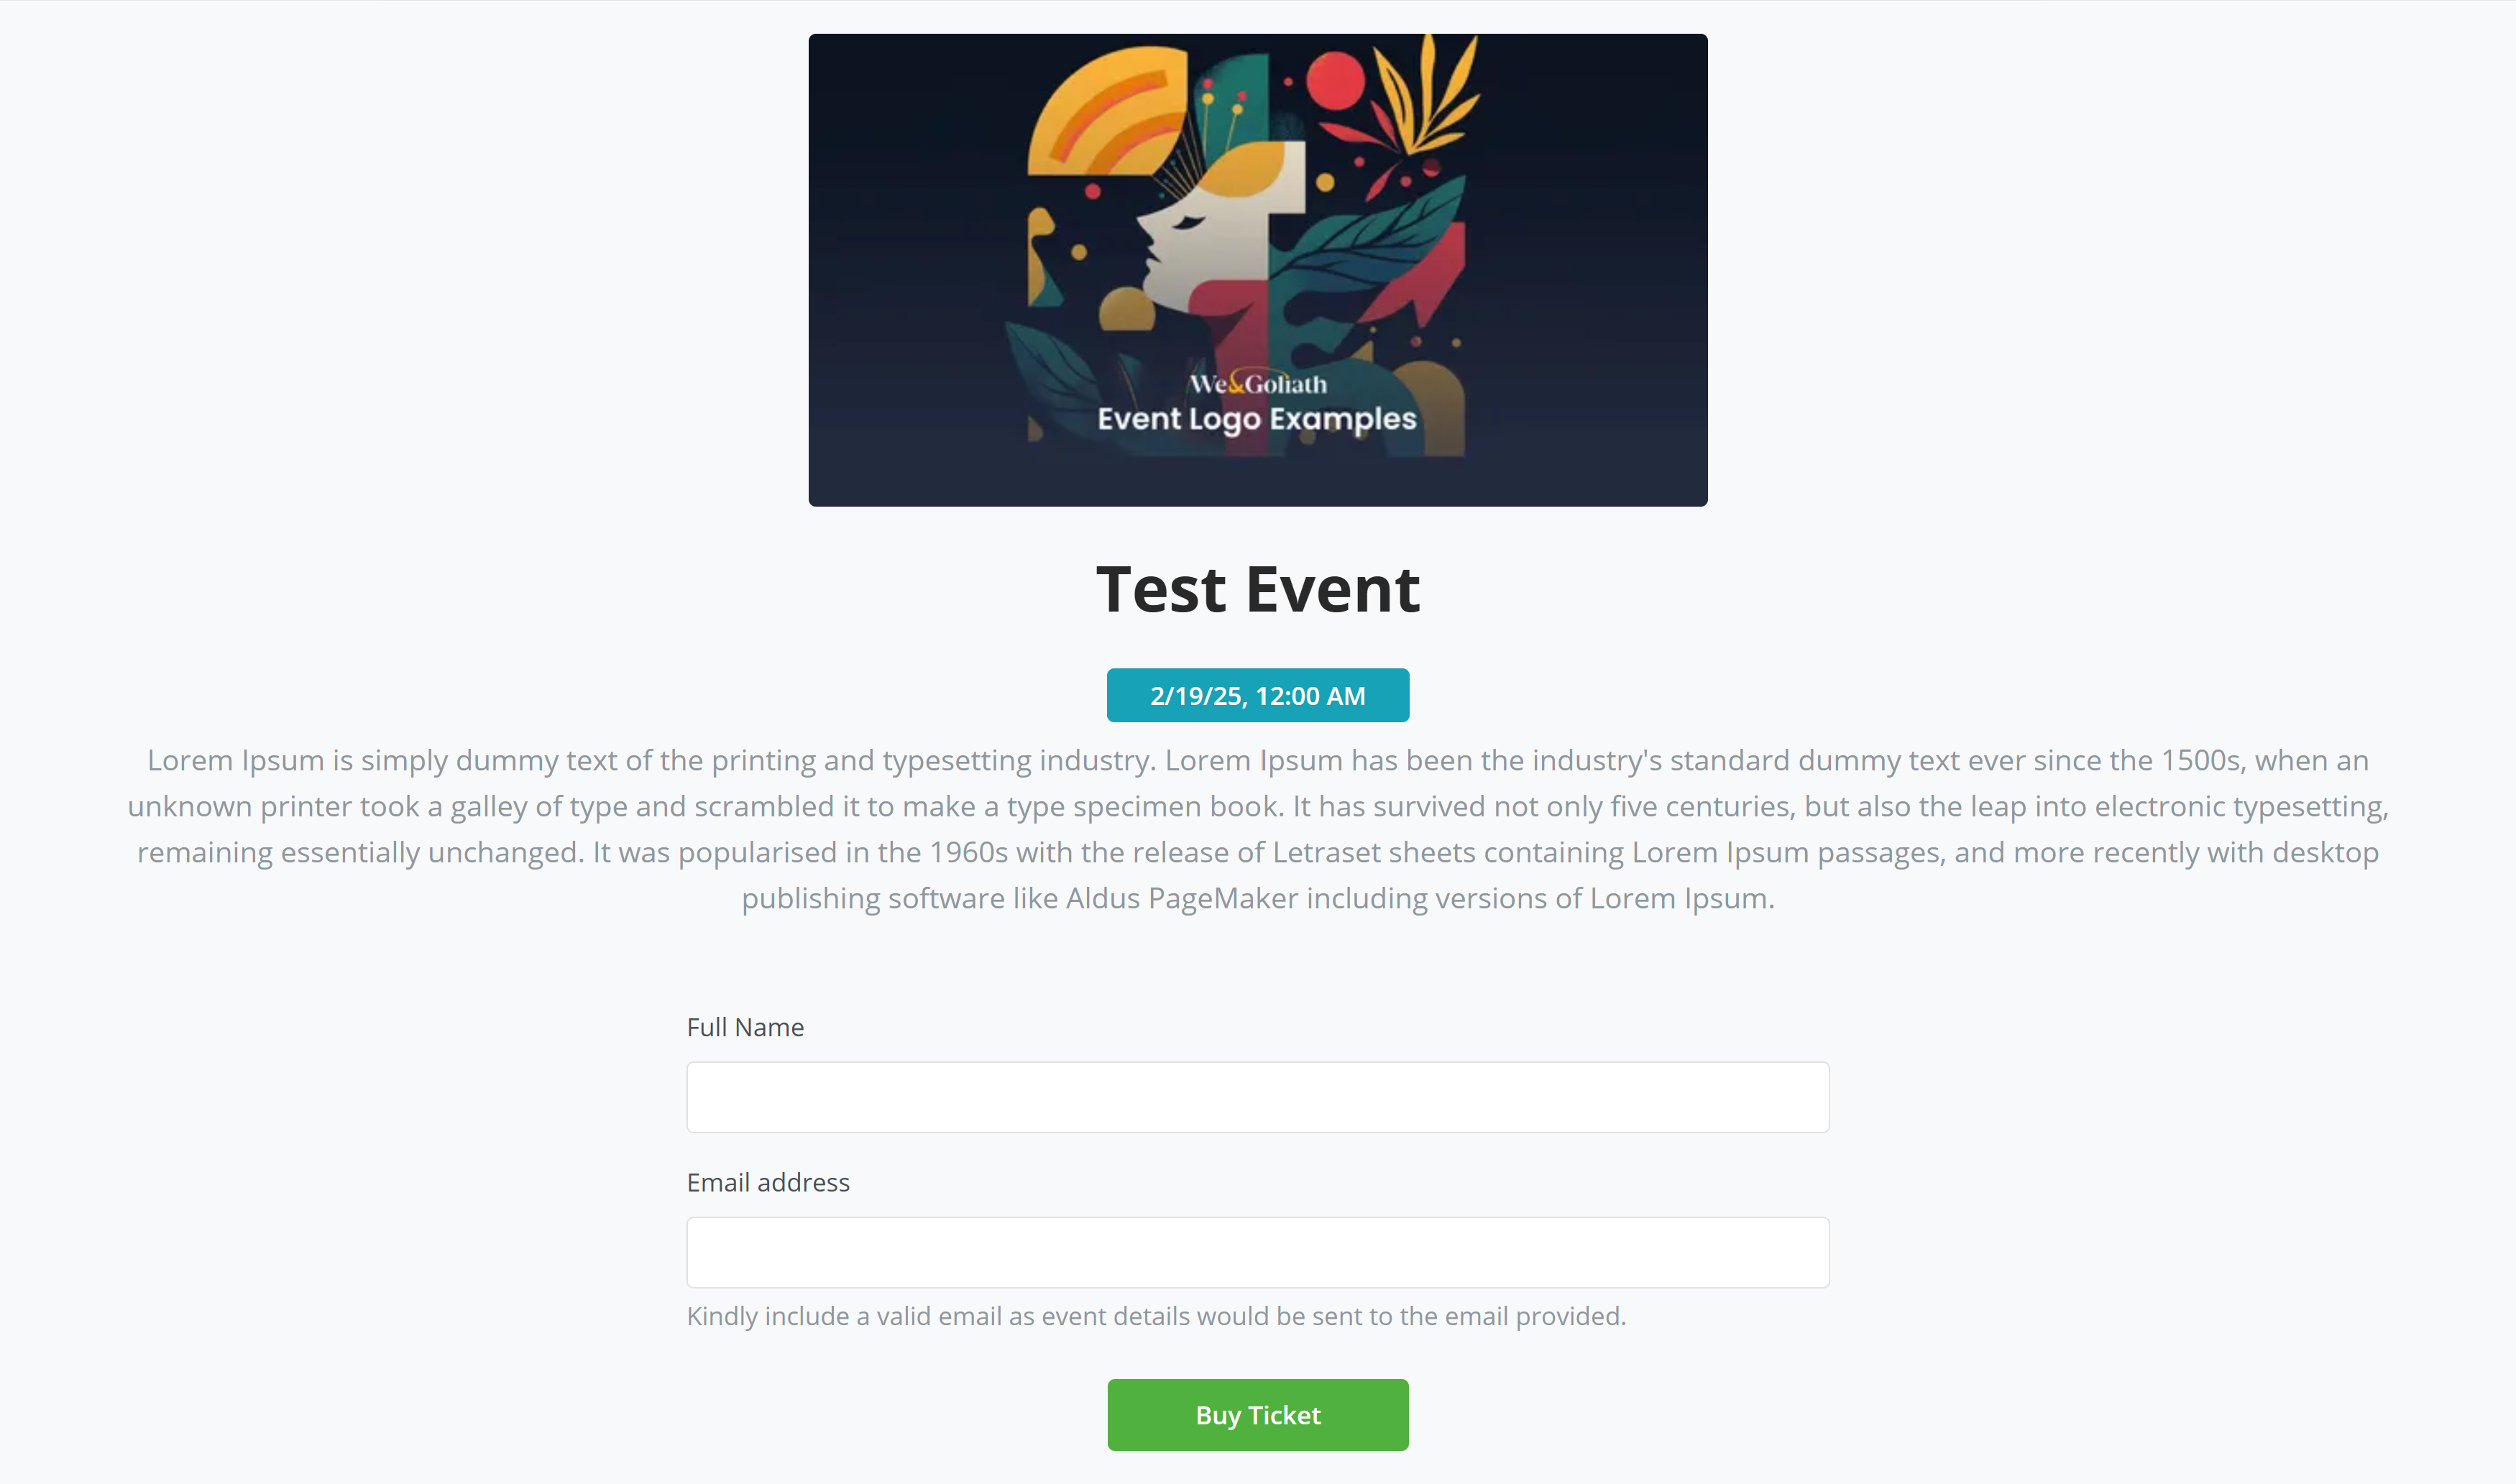 We&Goliath
Event Logo Examples
Test Event
2/19/25, 12:00 AM
Lorem Ipsum is simply dummy text of the printing and typesetting industry. Lorem Ipsum has been the industry's standard dummy text ever since the 1500s, when an
unknown printer took a galley of type and scrambled it to make a type specimen book. It has survived not only five centuries, but also the leap into electronic typesetting,
remaining essentially unchanged. It was popularised in the 1960s with the release of Letraset sheets containing Lorem Ipsum passages, and more recently with desktop
publishing software like Aldus PageMaker including versions of Lorem Ipsum.
Full Name
Email address
Kindly include a valid email as event details would be sent to the email provided.
Buy Ticket